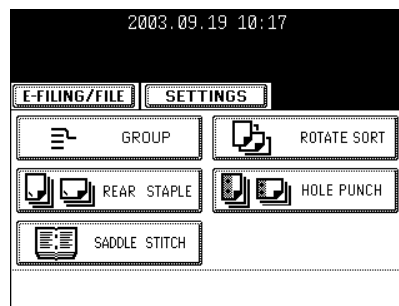 2003.09.19 10:17
E-FILING/FILE SETTINGS
GROUP ROTATE SORT
REAR STAPLE HOLE PUNCH
SADDLE STITCH